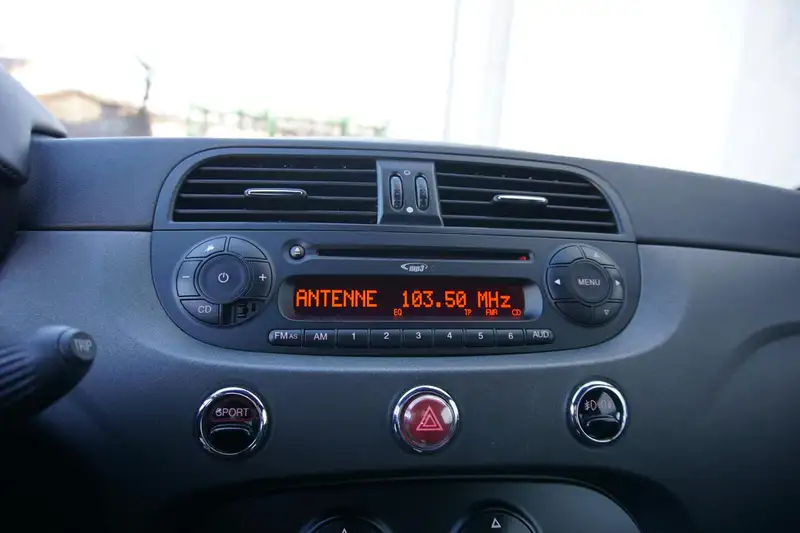 mp3
CD
MENU
ANTENNE 103.50 MHz
EQ TP FMA CD
FM AS AM 1 2 3 4 5 6 AUD
TRIP
SPORT